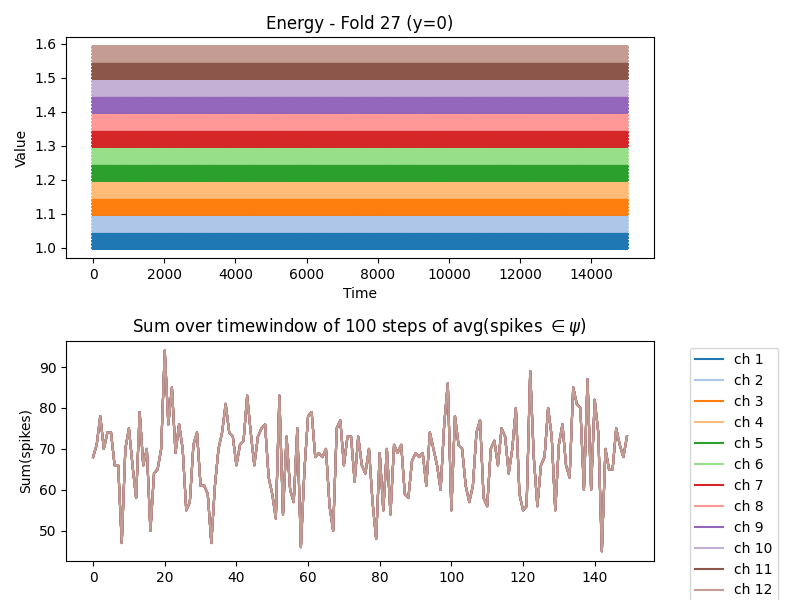 Energy - Fold 27 (y=0)
Value
1.6
1.5
1.4
1.3
1.2
1.1
1.0
0 2000 4000 6000 8000 10000 12000 14000
Time
Sum over timewindow of 100 steps of avg(spikes ∈ ψ)
Sum(spikes)
90
80
70
60
50
0 20 40 60 80 100 120 140
ch 1
ch 2
ch 3
ch 4
ch 5
ch 6
ch 7
ch 8
ch 9
ch 10
ch 11
ch 12